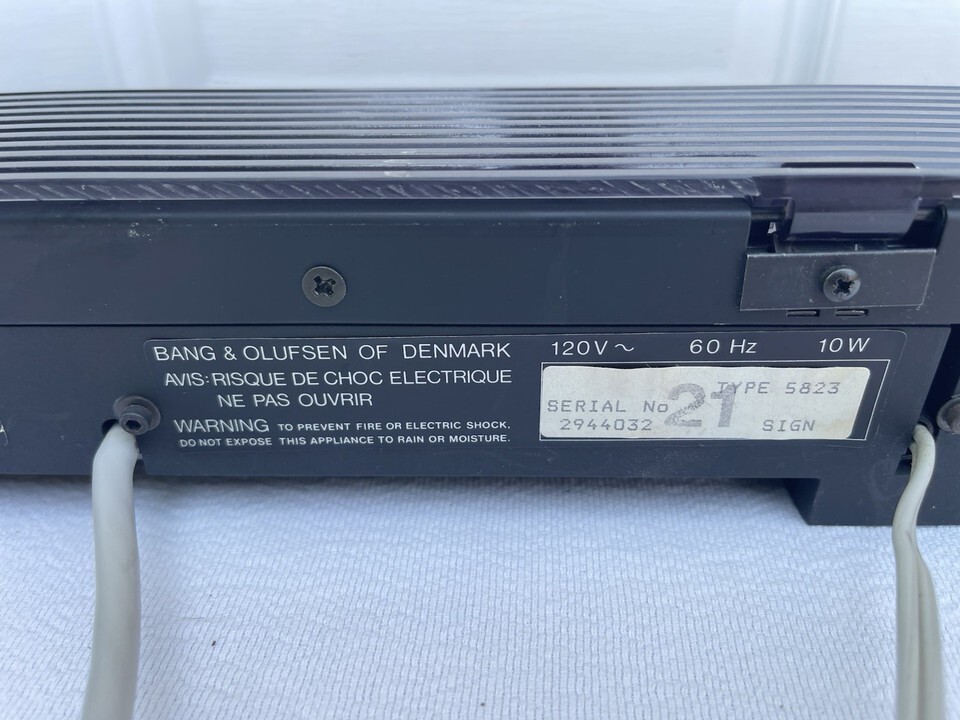 BANG & OLUFSEN OF DENMARK
AVIS: RISQUE DE CHOC ELECTRIQUE
NE PAS OUVRIR
WARNING TO PREVENT FIRE OR ELECTRIC SHOCK,
DO NOT EXPOSE THIS APPLIANCE TO RAIN OR MOISTURE.
120V ~ 60 Hz 10W
TYPE 5823
SERIAL No 21
2944032 SIGN